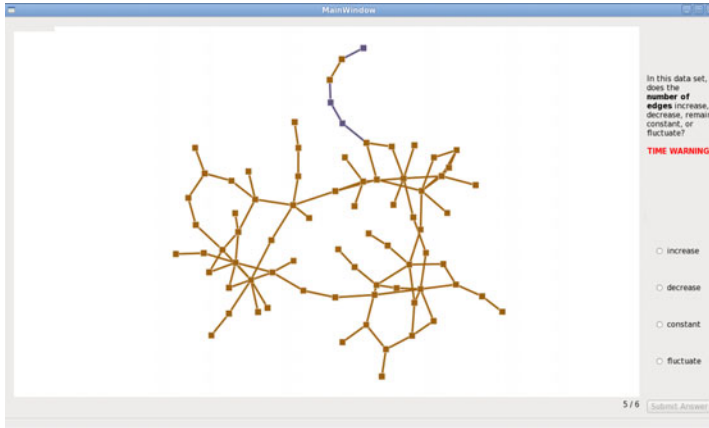 MainWindow
In this data set,
does the
number of
edges increase,
decrease, remain
constant, or
fluctuate?
TIME WARNING
increase
decrease
constant
fluctuate
5 / 6
Submit Answer